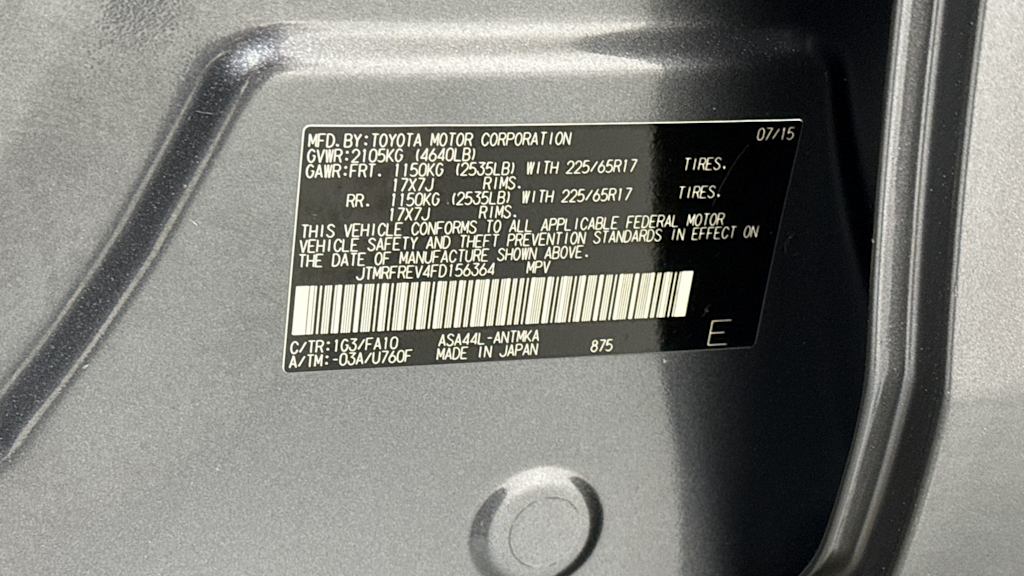 MFD. BY: TOYOTA MOTOR CORPORATION 07/15
GVWR: 2105KG (4640LB)
GAWR: FRT. 1150KG (2535LB) WITH 225/65R17 TIRES.
17X7J RIMS.
RR. 1150KG (2535LB) WITH 225/65R17 TIRES.
17X7J RIMS.
THIS VEHICLE CONFORMS TO ALL APPLICABLE FEDERAL MOTOR
VEHICLE SAFETY AND THEFT PREVENTION STANDARDS IN EFFECT ON
THE DATE OF MANUFACTURE SHOWN ABOVE.
JTMRFREV4FD156364 MPV
C/TR: 1G3/FA10 ASA44L-ANTMKA
A/TM: -03A/U760F MADE IN JAPAN 875 E